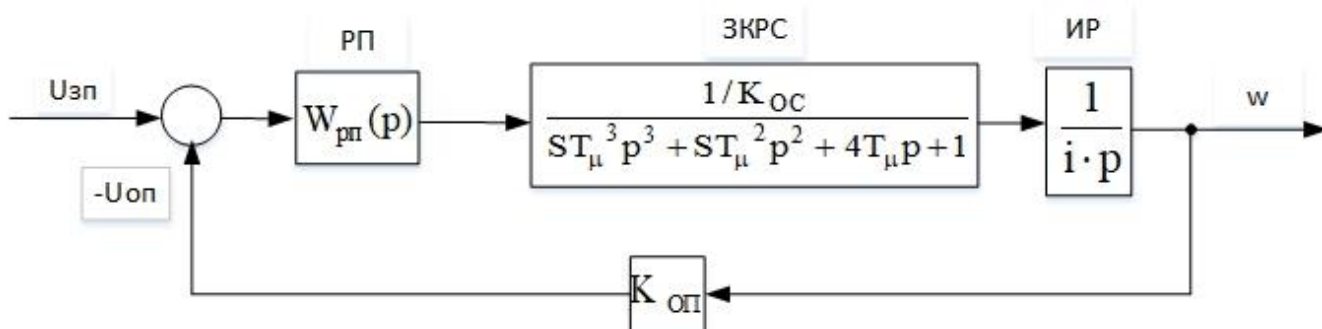 РП
ЗКРС
ИР
Uзп
W_рп(p)
1/K_ОС
ST_μ³p³ + ST_μ²p² + 4T_μp + 1
1
i · p
w
-Uоп
K_ОП